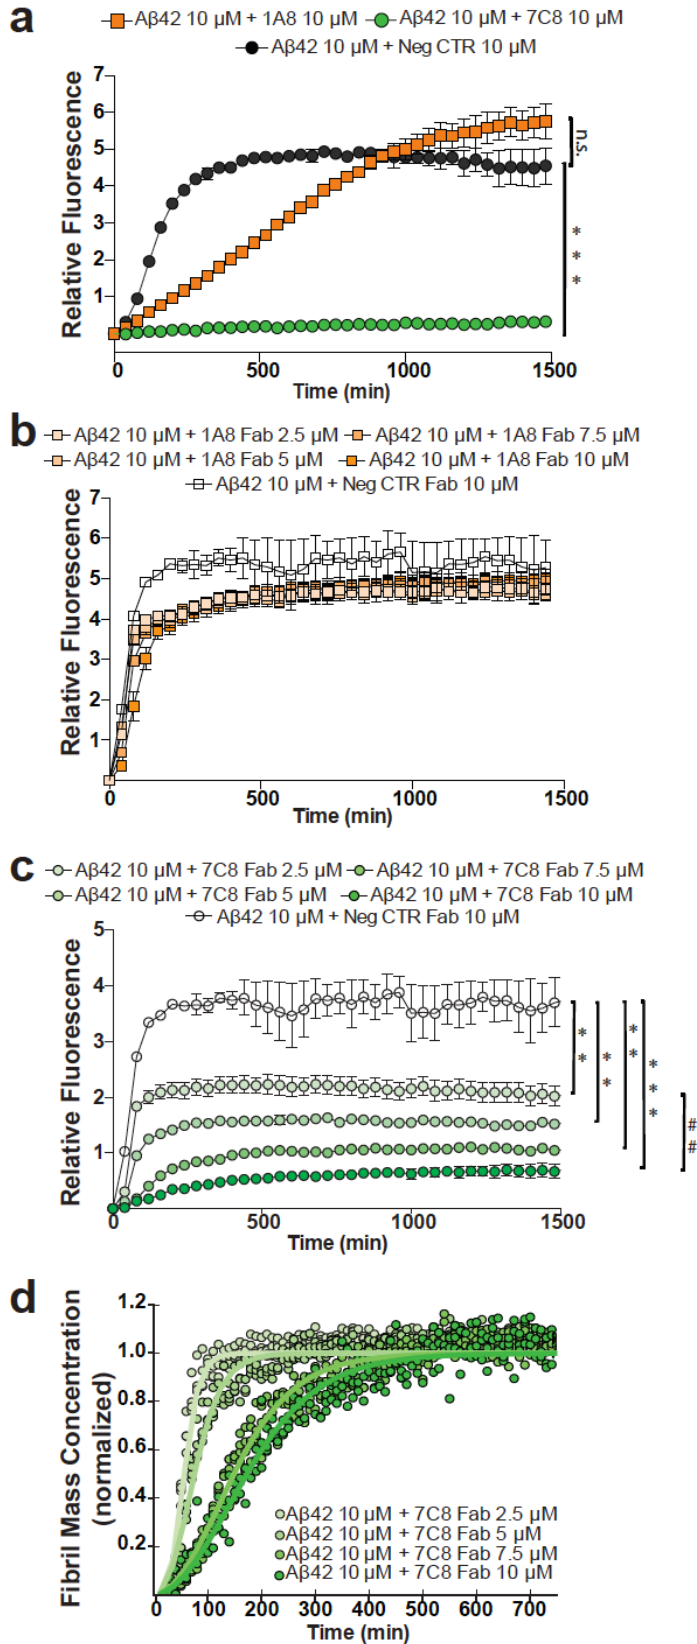 a
Aβ42 10 µM + 1A8 10 µM Aβ42 10 µM + 7C8 10 µM
Aβ42 10 µM + Neg CTR 10 µM
Relative Fluorescence
7
6
5
4
3
2
1
n.s.
* * *
0 500 1000 1500
Time (min)
b
Aβ42 10 µM + 1A8 Fab 2.5 µM Aβ42 10 µM + 1A8 Fab 7.5 µM
Aβ42 10 µM + 1A8 Fab 5 µM Aβ42 10 µM + 1A8 Fab 10 µM
Aβ42 10 µM + Neg CTR Fab 10 µM
Relative Fluorescence
7
6
5
4
3
2
1
0 500 1000 1500
Time (min)
c
Aβ42 10 µM + 7C8 Fab 2.5 µM Aβ42 10 µM + 7C8 Fab 7.5 µM
Aβ42 10 µM + 7C8 Fab 5 µM Aβ42 10 µM + 7C8 Fab 10 µM
Aβ42 10 µM + Neg CTR Fab 10 µM
Relative Fluorescence
5
4
3
2
1
* *
* *
* *
* * *
# #
0 500 1000 1500
Time (min)
d
Fibril Mass Concentration
(normalized)
1.2
1.0
0.8
0.6
0.4
0.2
Aβ42 10 µM + 7C8 Fab 2.5 µM
Aβ42 10 µM + 7C8 Fab 5 µM
Aβ42 10 µM + 7C8 Fab 7.5 µM
Aβ42 10 µM + 7C8 Fab 10 µM
0 100 200 300 400 500 600 700
Time (min)